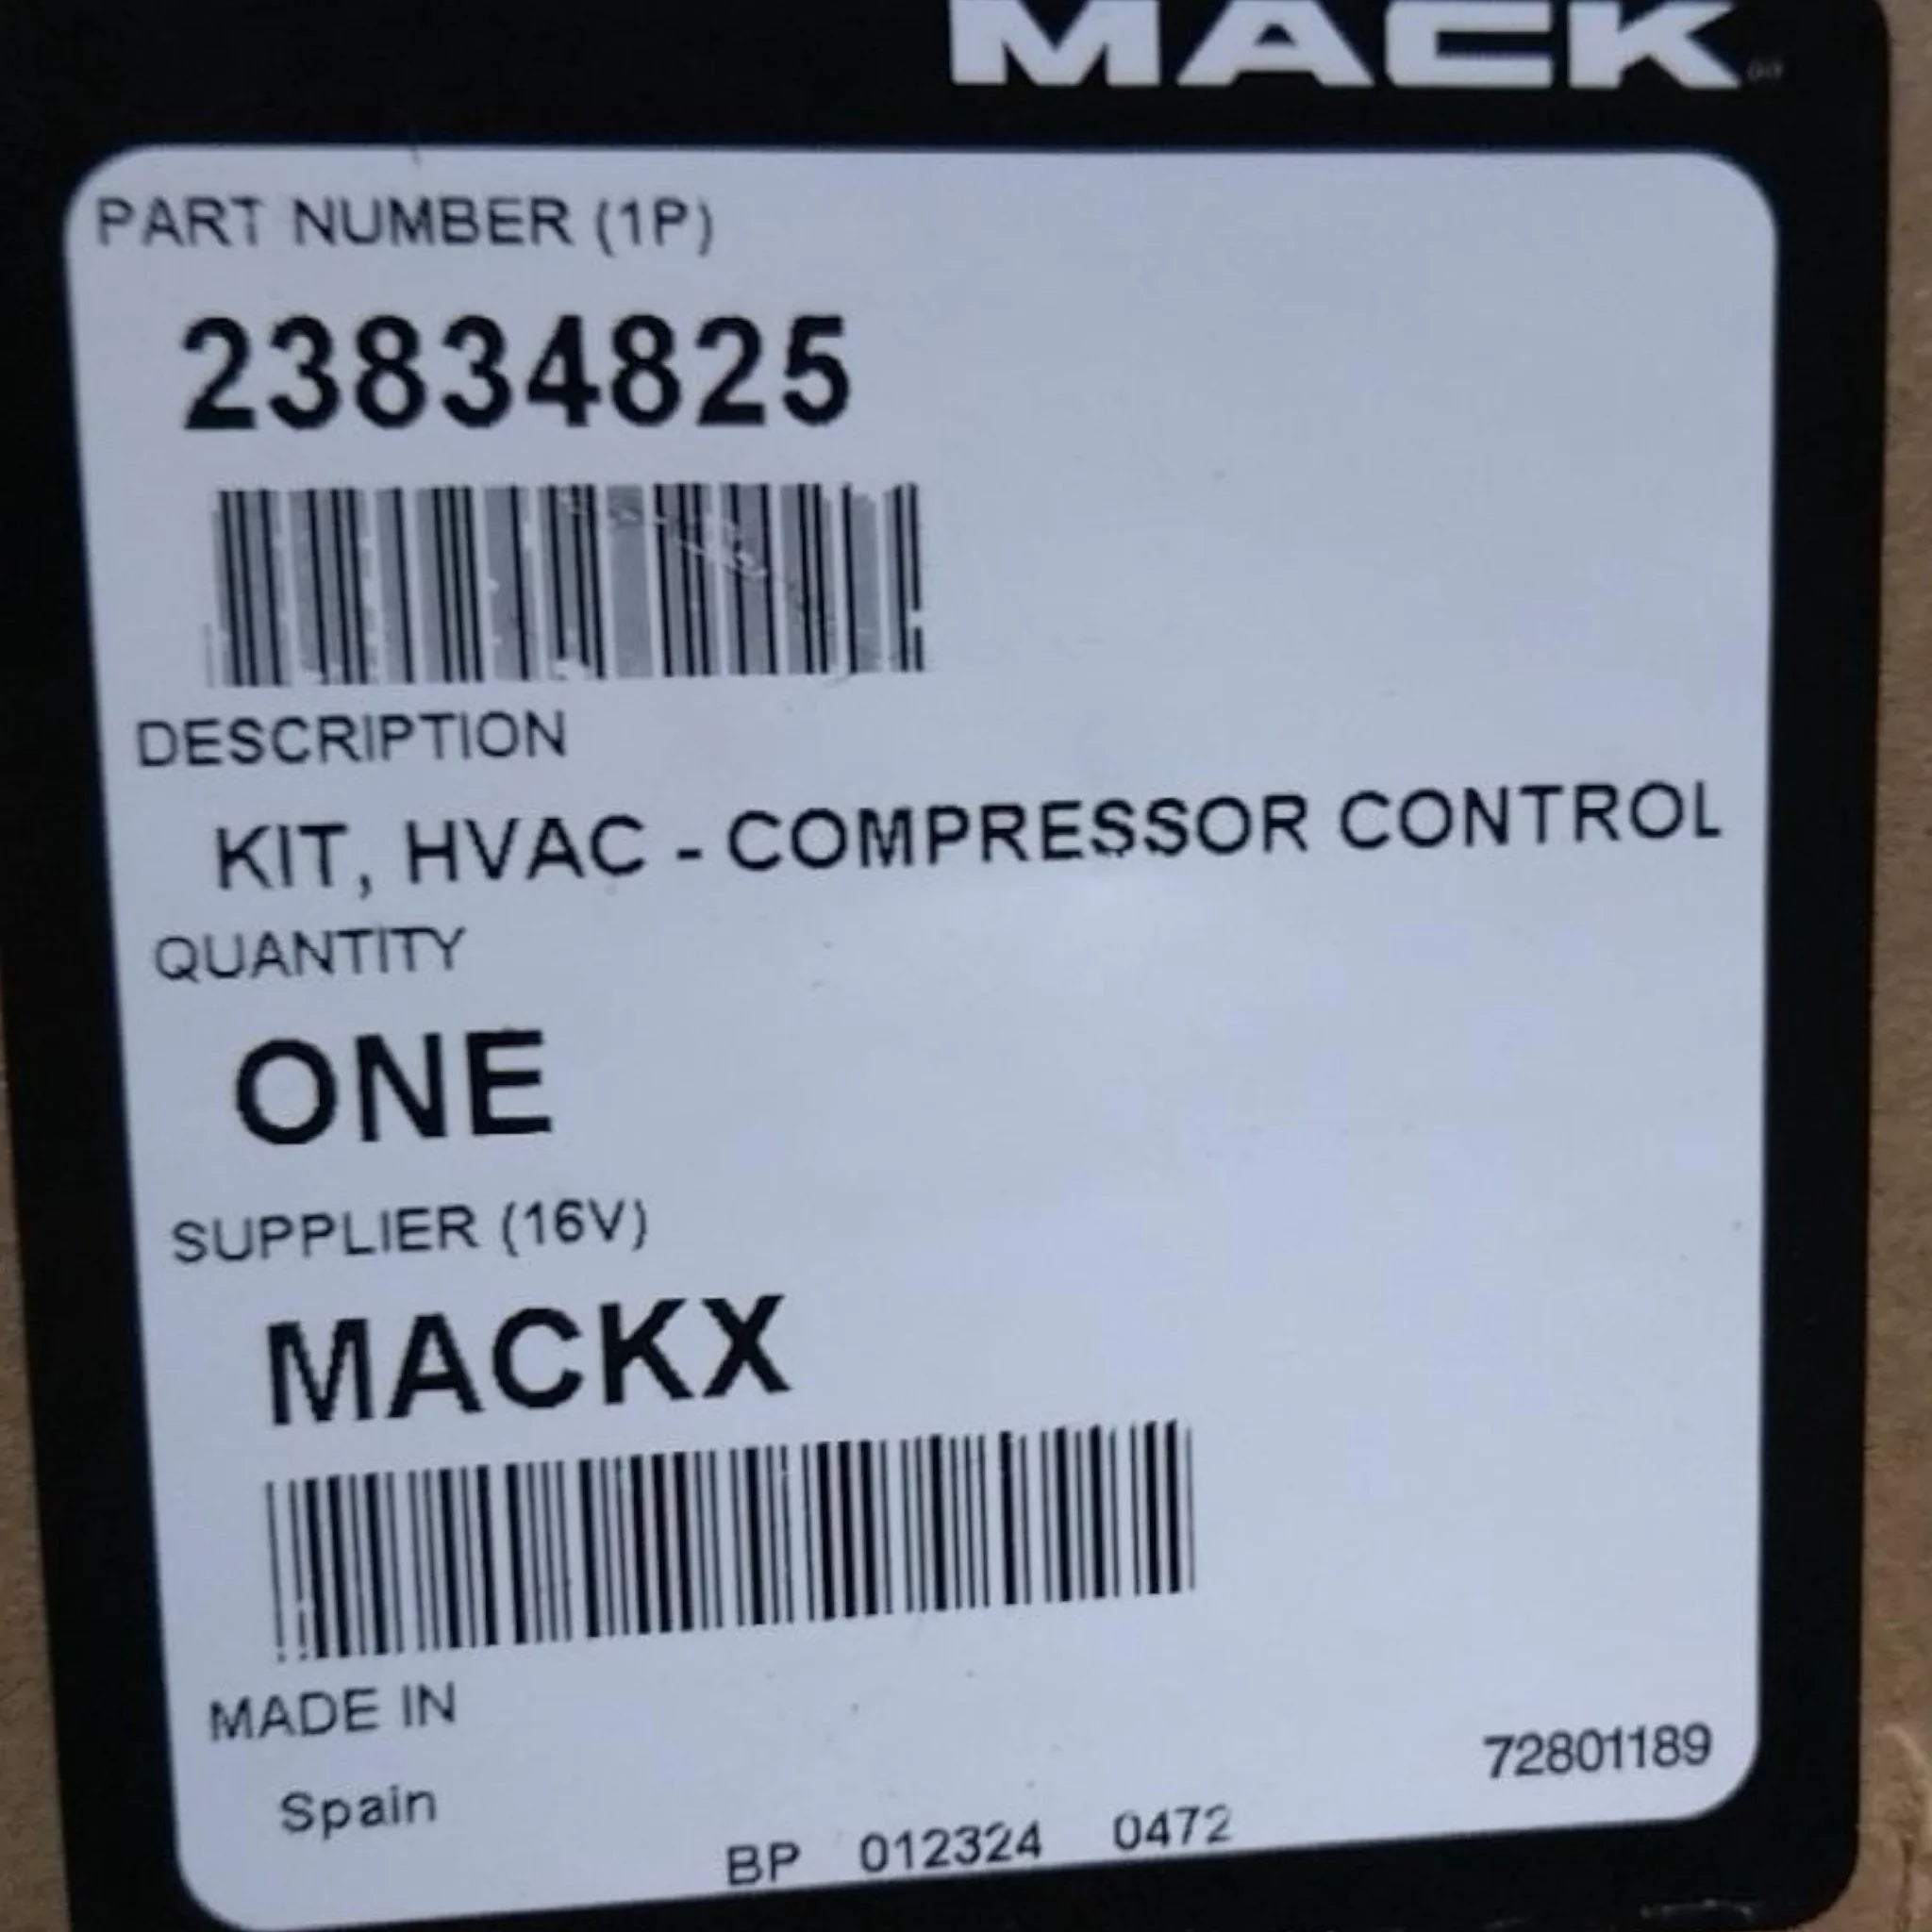 MACK
PART NUMBER (1P)
23834825
DESCRIPTION
KIT, HVAC - COMPRESSOR CONTROL
QUANTITY
ONE
SUPPLIER (16V)
MACKX
MADE IN
Spain
72801189
BP 012324 0472